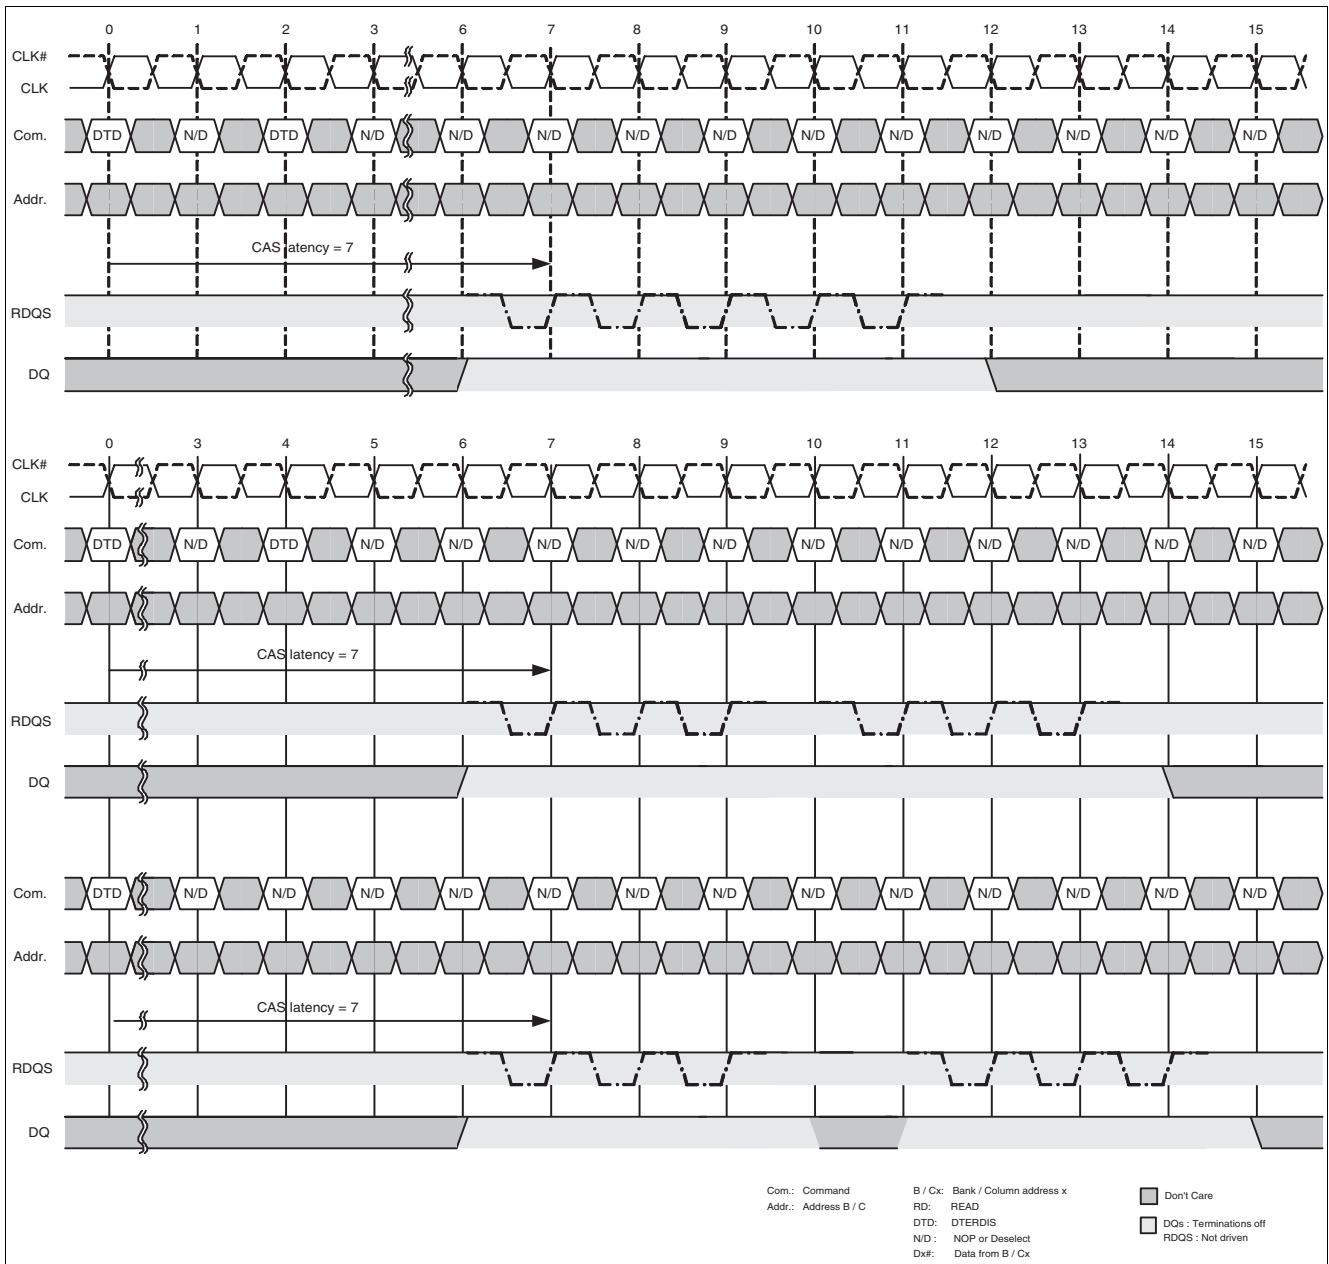 0 1 2 3 6 7 8 9 10 11 12 13 14 15
CLK#
CLK
Com. DTD N/D DTD N/D N/D N/D N/D N/D N/D N/D N/D N/D N/D N/D
Addr.
CAS latency = 7
RDQS
DQ
0 3 4 5 6 7 8 9 10 11 12 13 14 15
CLK#
CLK
Com. DTD N/D DTD N/D N/D N/D N/D N/D N/D N/D N/D N/D N/D N/D
Addr.
CAS latency = 7
RDQS
DQ
Com. DTD N/D N/D N/D N/D N/D N/D N/D N/D N/D N/D N/D N/D N/D
Addr.
CAS latency = 7
RDQS
DQ
Com.: Command
Addr.: Address B / C
B / Cx: Bank / Column address x
RD: READ
DTD: DTERDIS
N/D : NOP or Deselect
Dx#: Data from B / Cx
Don't Care
DQs : Terminations off
RDQS : Not driven